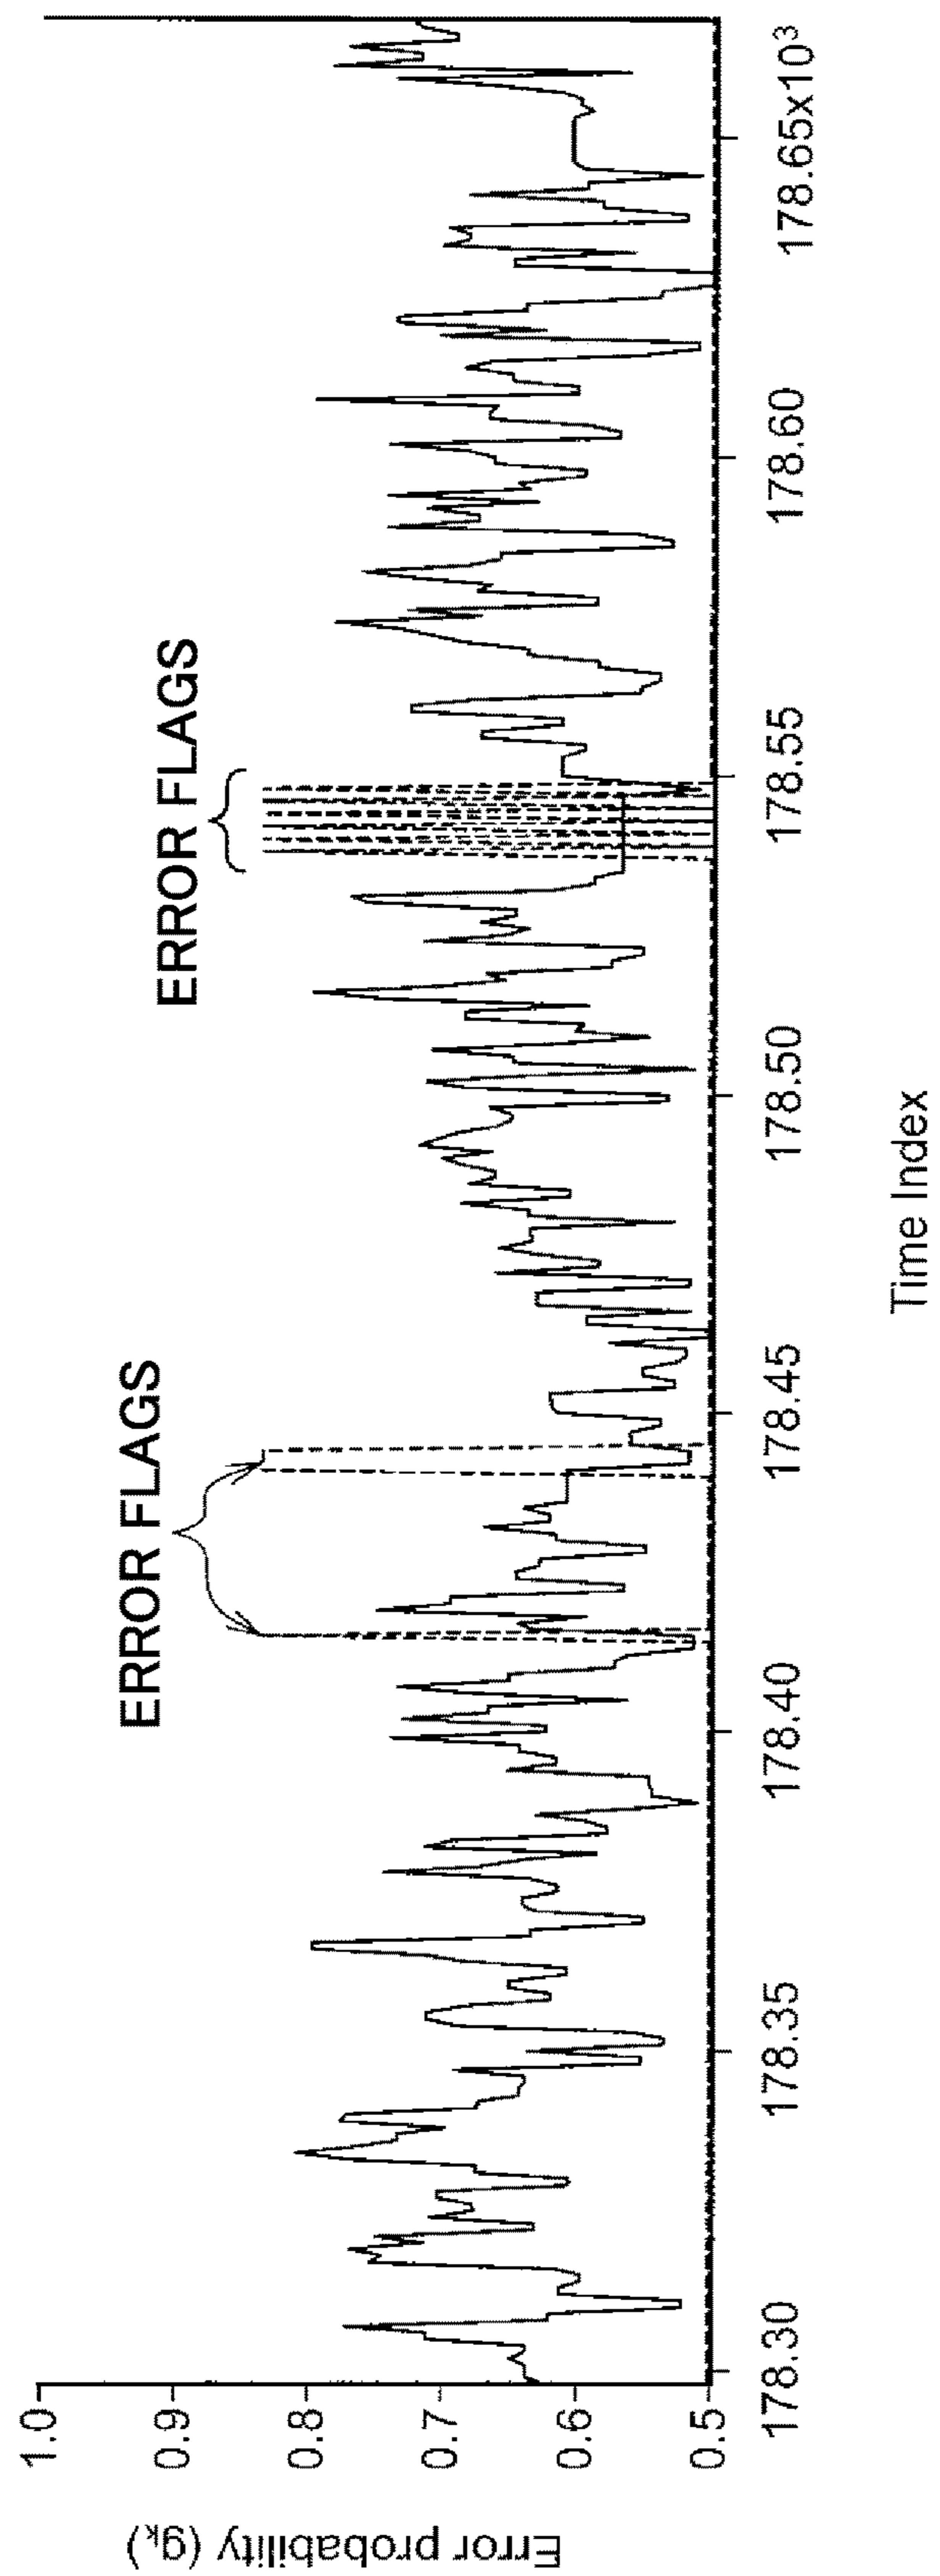 ERROR FLAGS
ERROR FLAGS
1.0
0.9
0.8
0.7
0.6
0.5
Error probability (gₖ)
178.30
178.35
178.40
178.45
178.50
178.55
178.60
178.65x10³
Time Index